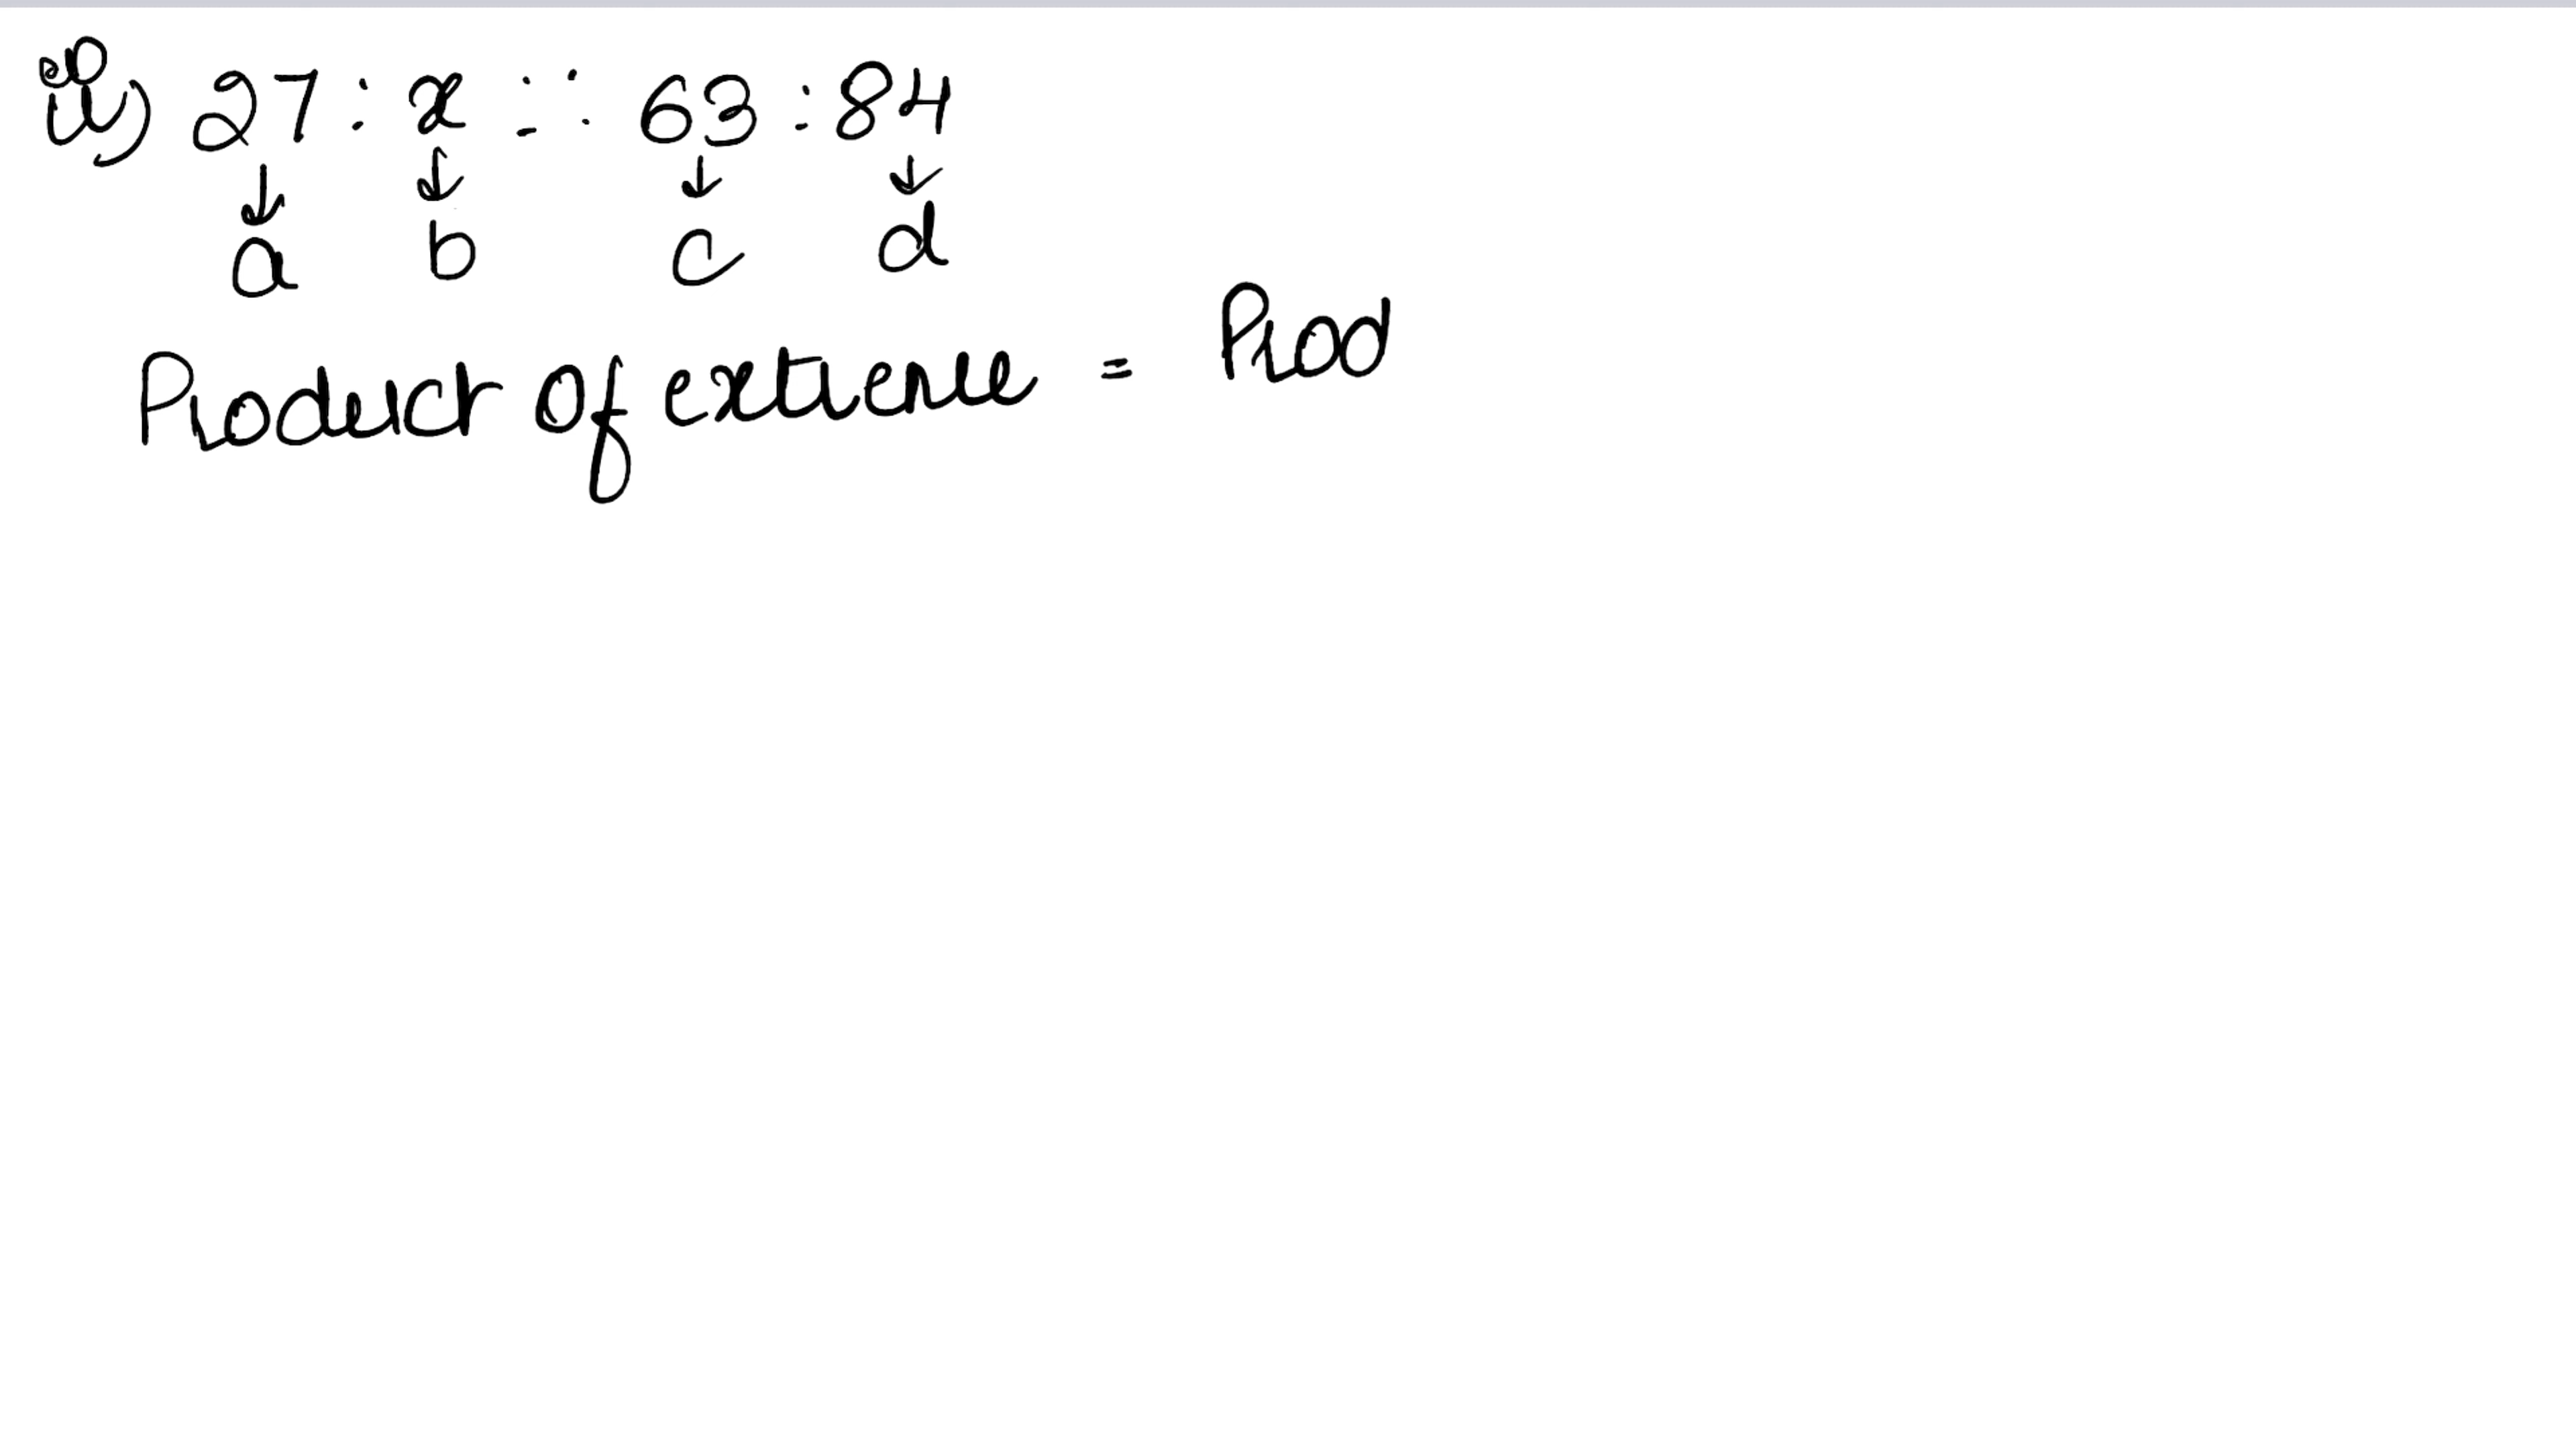 ii) 27 : x :: 63 : 84
↓ ↓ ↓ ↓
a b c d
Product of extreme = Prod